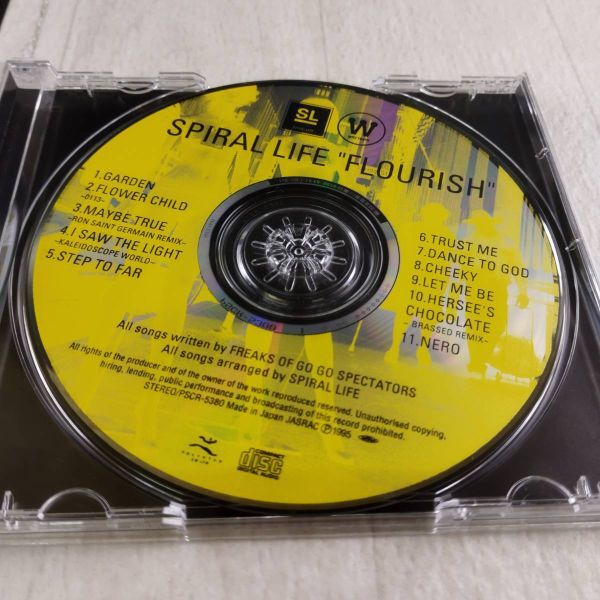 SL
W
SPIRAL LIFE "FLOURISH"
1.GARDEN
2.FLOWER CHILD
-0113-
3.MAYBE TRUE
-RON SAINT GERMAIN REMIX-
4.I SAW THE LIGHT
-KALEIDOSCOPE WORLD-
5.STEP TO FAR
6.TRUST ME
7.DANCE TO GOD
8.CHEEKY
9.LET ME BE
10.HERSEE'S
CHOCOLATE
-BRASSED REMIX-
11.NERO
All songs written by FREAKS OF GO GO SPECTATORS
All songs arranged by SPIRAL LIFE
All rights of the producer and of the owner of the work reproduced reserved. Unauthorised copying,
hiring, lending, public performance and broadcasting of this record prohibited.
STEREO/PSCR-5380 Made in Japan JASRAC Ⓟ1995
COMPACT
disc
DIGITAL AUDIO